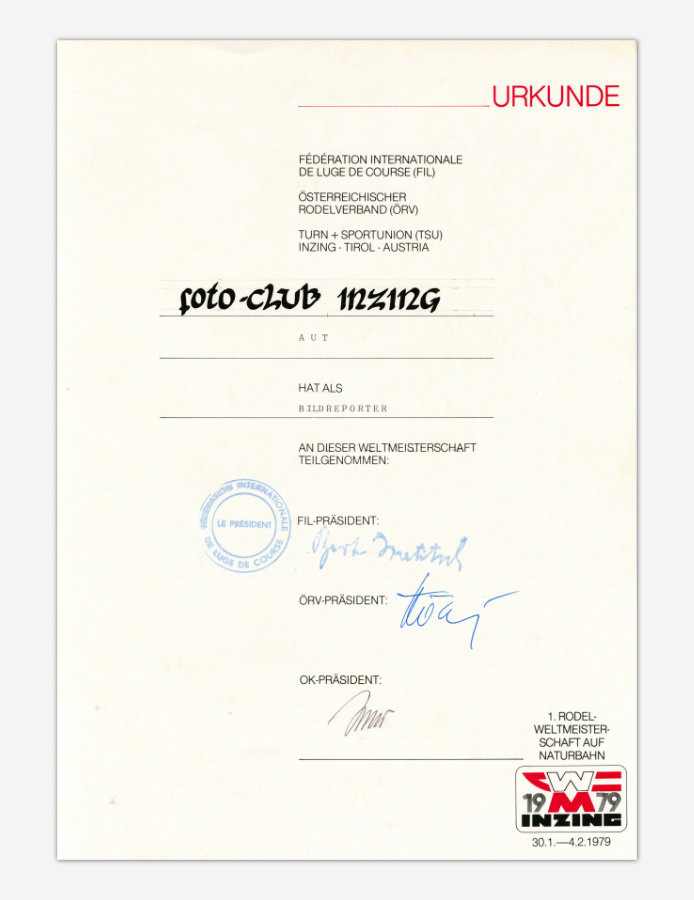 URKUNDE
FÉDÉRATION INTERNATIONALE
DE LUGE DE COURSE (FIL)
ÖSTERREICHISCHER
RODELVERBAND (ÖRV)
TURN + SPORTUNION (TSU)
INZING - TIROL - AUSTRIA
foto-club INZING
AUT
HAT ALS
BILDREPORTER
AN DIESER WELTMEISTERSCHAFT
TEILGENOMMEN:
FÉDÉRATION INTERNATIONALE
LE PRÉSIDENT
DE LUGE DE COURSE
FIL-PRÄSIDENT:
ÖRV-PRÄSIDENT:
OK-PRÄSIDENT:
1. RODEL-
WELTMEISTER-
SCHAFT AUF
NATURBAHN
WM
19 79
INZING
30.1.—4.2.1979